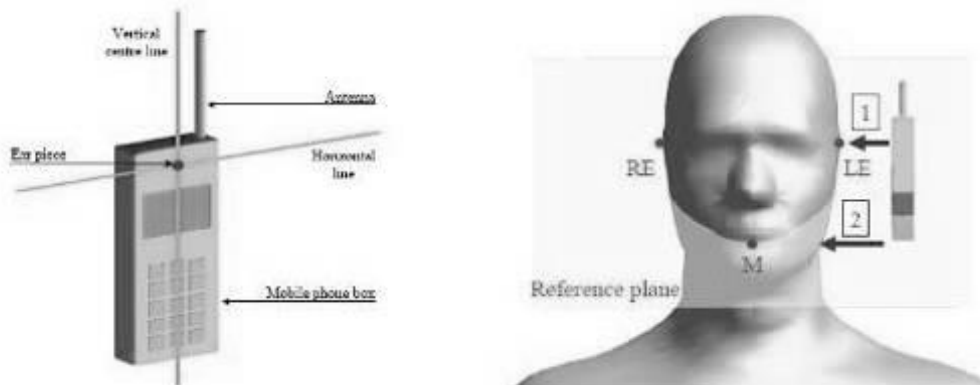 Vertical
centre line
Antenna
Ear piece
Horizontal
line
Mobile phone box
1
RE
LE
2
M
Reference plane